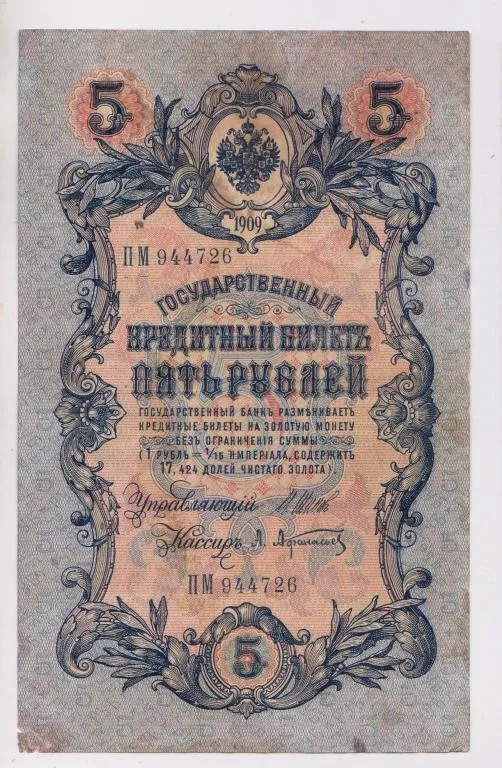 5 5
1909
ПМ 944726
ГОСУДАРСТВЕННЫЙ
КРЕДИТНЫЙ БИЛЕТЪ
ПЯТЬ РУБЛЕЙ
ГОСУДАРСТВЕННЫЙ БАНКЪ РАЗМѢНИВАЕТЪ
КРЕДИТНЫЕ БИЛЕТЫ НА ЗОЛОТУЮ МОНЕТУ
БЕЗЪ ОГРАНИЧЕНІЯ СУММЫ
(1 РУБЛЬ = 1/15 ИМПЕРІАЛА, СОДЕРЖИТЪ
17,424 ДОЛЕЙ ЧИСТАГО ЗОЛОТА).
Управляющій
Кассиръ А. Афанасьев
ПМ 944726
5